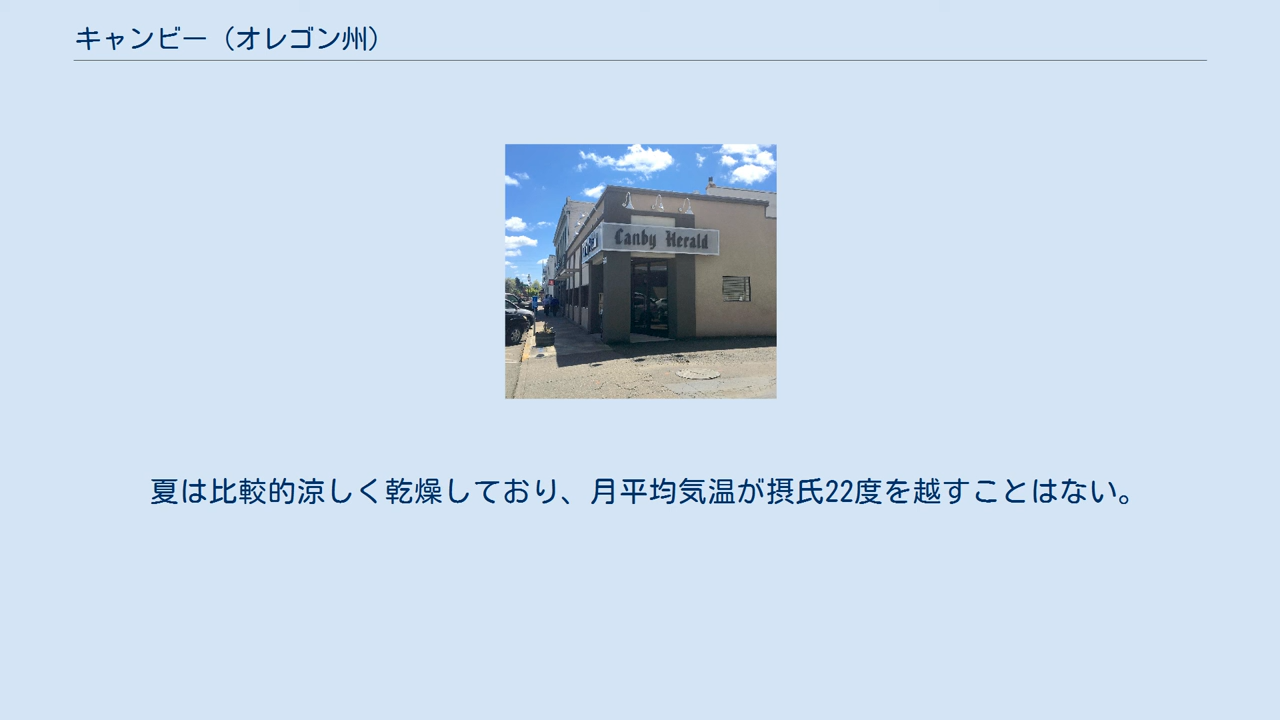 キャンビー（オレゴン州）
Canby Herald
夏は比較的涼しく乾燥しており、月平均気温が摂氏22度を越すことはない。